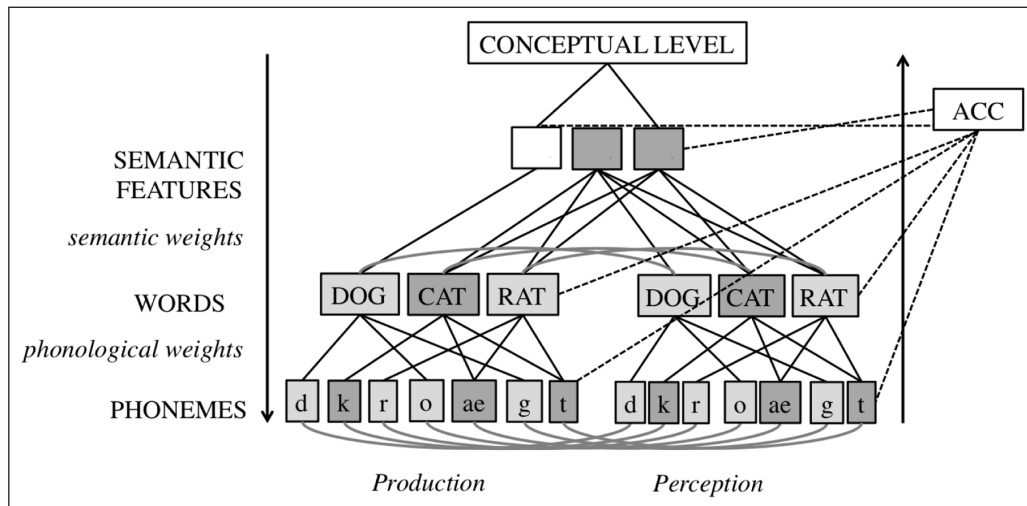 CONCEPTUAL LEVEL
ACC
SEMANTIC
FEATURES
semantic weights
DOG CAT RAT DOG CAT RAT
WORDS
phonological weights
PHONEMES
d k r o ae g t d k r o ae g t
Production Perception